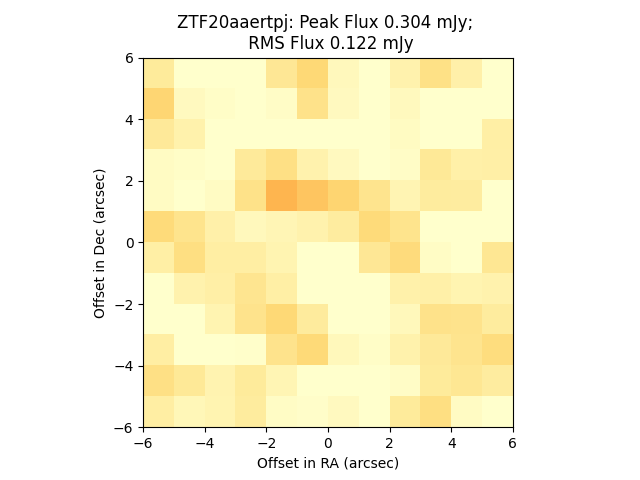 ZTF20aaertpj: Peak Flux 0.304 mJy;
RMS Flux 0.122 mJy
6
4
2
0
−2
−4
−6
Offset in Dec (arcsec)
−6 −4 −2 0 2 4 6
Offset in RA (arcsec)